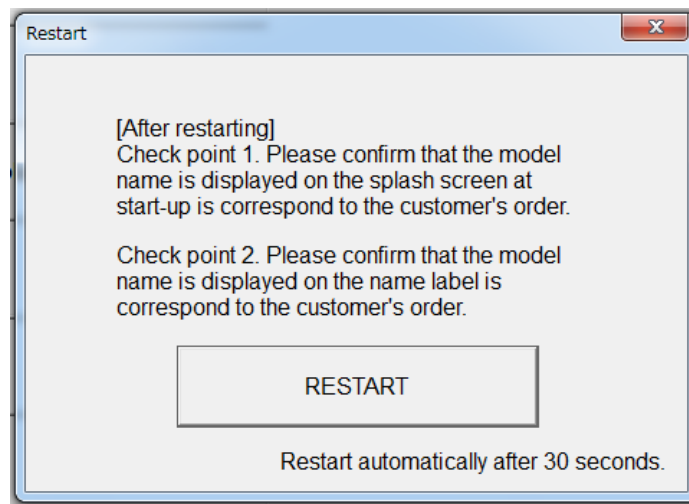 Restart
[After restarting]
Check point 1. Please confirm that the model
name is displayed on the splash screen at
start-up is correspond to the customer's order.
Check point 2. Please confirm that the model
name is displayed on the name label is
correspond to the customer's order.
RESTART
Restart automatically after 30 seconds.